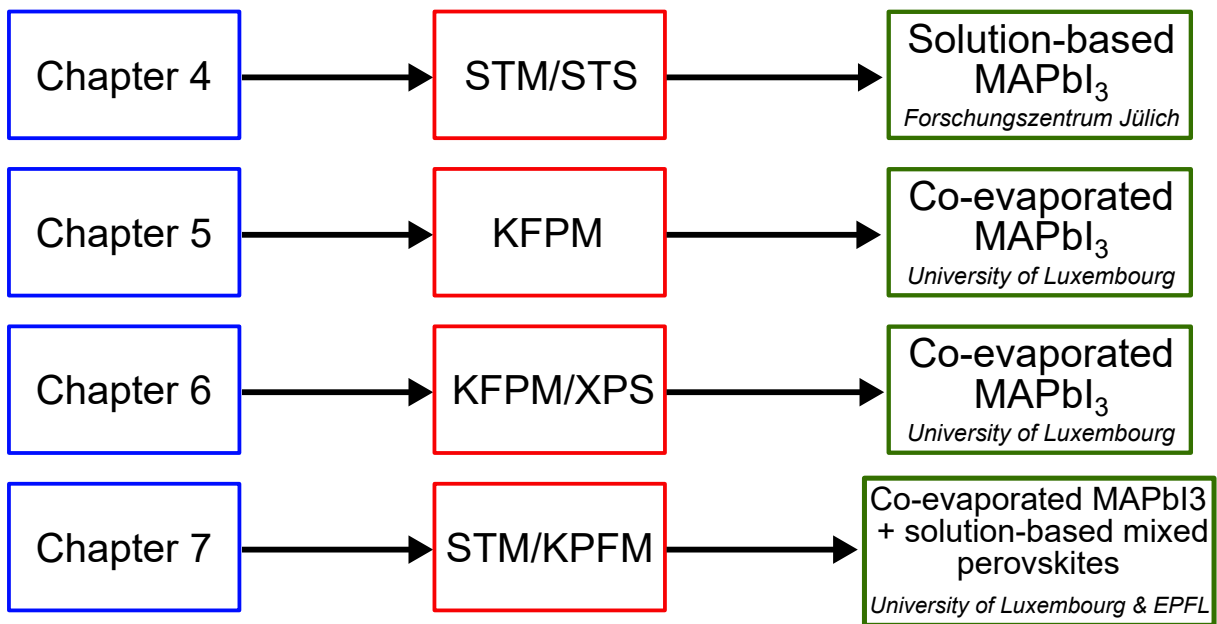 Chapter 4
STM/STS
Solution-based
MAPbI₃
Forschungszentrum Jülich
Chapter 5
KFPM
Co-evaporated
MAPbI₃
University of Luxembourg
Chapter 6
KFPM/XPS
Co-evaporated
MAPbI₃
University of Luxembourg
Chapter 7
STM/KPFM
Co-evaporated MAPbI3
+ solution-based mixed
perovskites
University of Luxembourg & EPFL